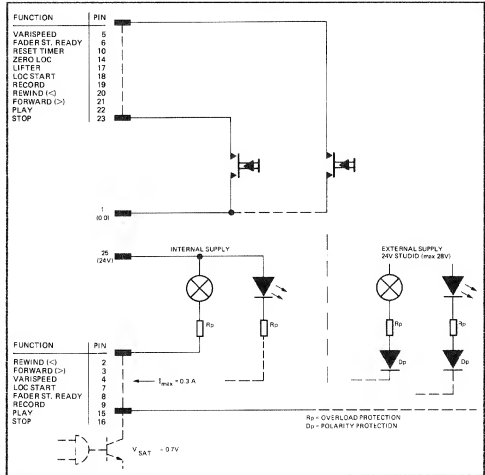 FUNCTION PIN
VARISPEED 5
FADER ST. READY 6
RESET TIMER 10
ZERO LOC 14
LIFTER 17
LOC START 18
RECORD 19
REWIND (<) 20
FORWARD (>) 21
PLAY 22
STOP 23
1
(0.0)
25
(24V)
INTERNAL SUPPLY
EXTERNAL SUPPLY
24V STUDIO (max 28V)
Rp
Rp
Rp
Rp
Dp
Dp
FUNCTION PIN
REWIND (<) 2
FORWARD (>) 3
VARISPEED 4
LOC START 7
FADER ST. READY 8
RECORD 9
PLAY 15
STOP 16
Imax = 0.3 A
V SAT = 0.7V
Rp = OVERLOAD PROTECTION
Dp = POLARITY PROTECTION